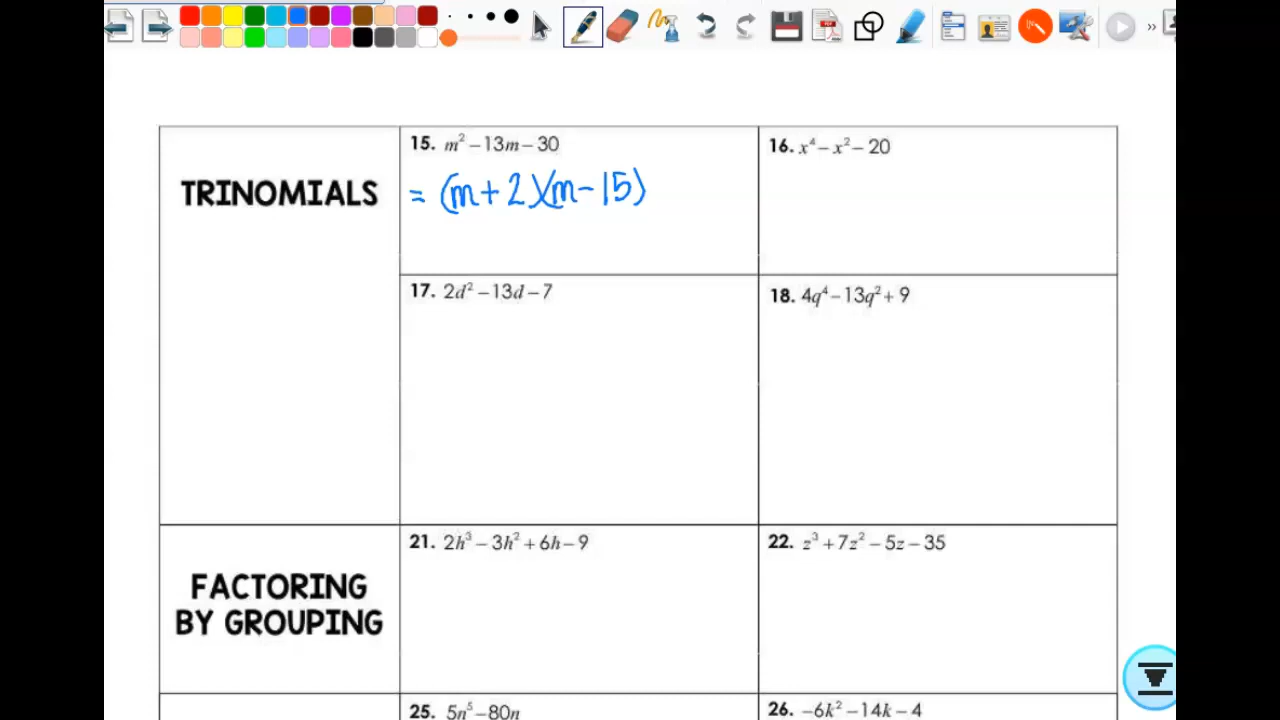 15. m² – 13m – 30
= (m + 2)(m – 15)
16. x⁴ – x² – 20
TRINOMIALS
17. 2d² – 13d – 7
18. 4q⁴ – 13q² + 9
21. 2h³ – 3h² + 6h – 9
22. z³ + 7z² – 5z – 35
FACTORING
BY GROUPING
25. 5n⁵ – 80n
26. –6k² – 14k – 4